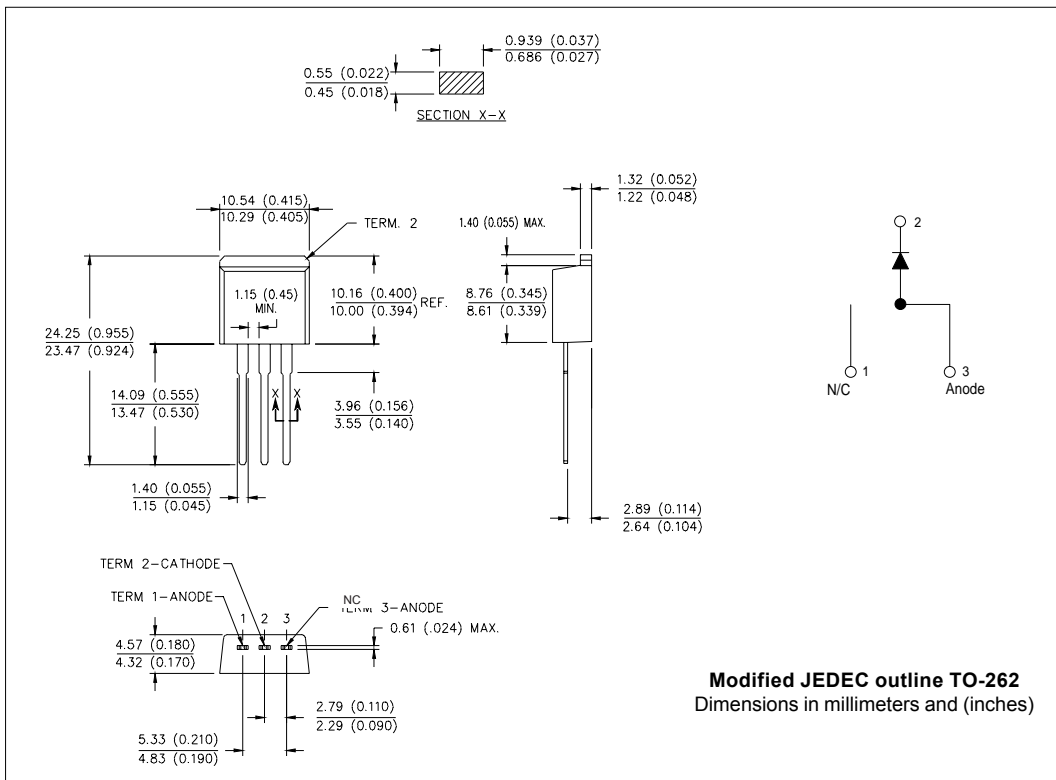 0.939 (0.037)
0.686 (0.027)
0.55 (0.022)
0.45 (0.018)
SECTION X-X
10.54 (0.415)
10.29 (0.405)
TERM. 2
1.32 (0.052)
1.22 (0.048)
1.40 (0.055) MAX.
1.15 (0.45)
MIN.
10.16 (0.400)
10.00 (0.394)
REF.
8.76 (0.345)
8.61 (0.339)
24.25 (0.955)
23.47 (0.924)
14.09 (0.555)
13.47 (0.530)
X X
3.96 (0.156)
3.55 (0.140)
1.40 (0.055)
1.15 (0.045)
2.89 (0.114)
2.64 (0.104)
2
1
N/C
3
Anode
TERM 2-CATHODE
TERM 1-ANODE
NC
3-ANODE
1 2 3
0.61 (.024) MAX.
4.57 (0.180)
4.32 (0.170)
2.79 (0.110)
2.29 (0.090)
5.33 (0.210)
4.83 (0.190)
Modified JEDEC outline TO-262
Dimensions in millimeters and (inches)